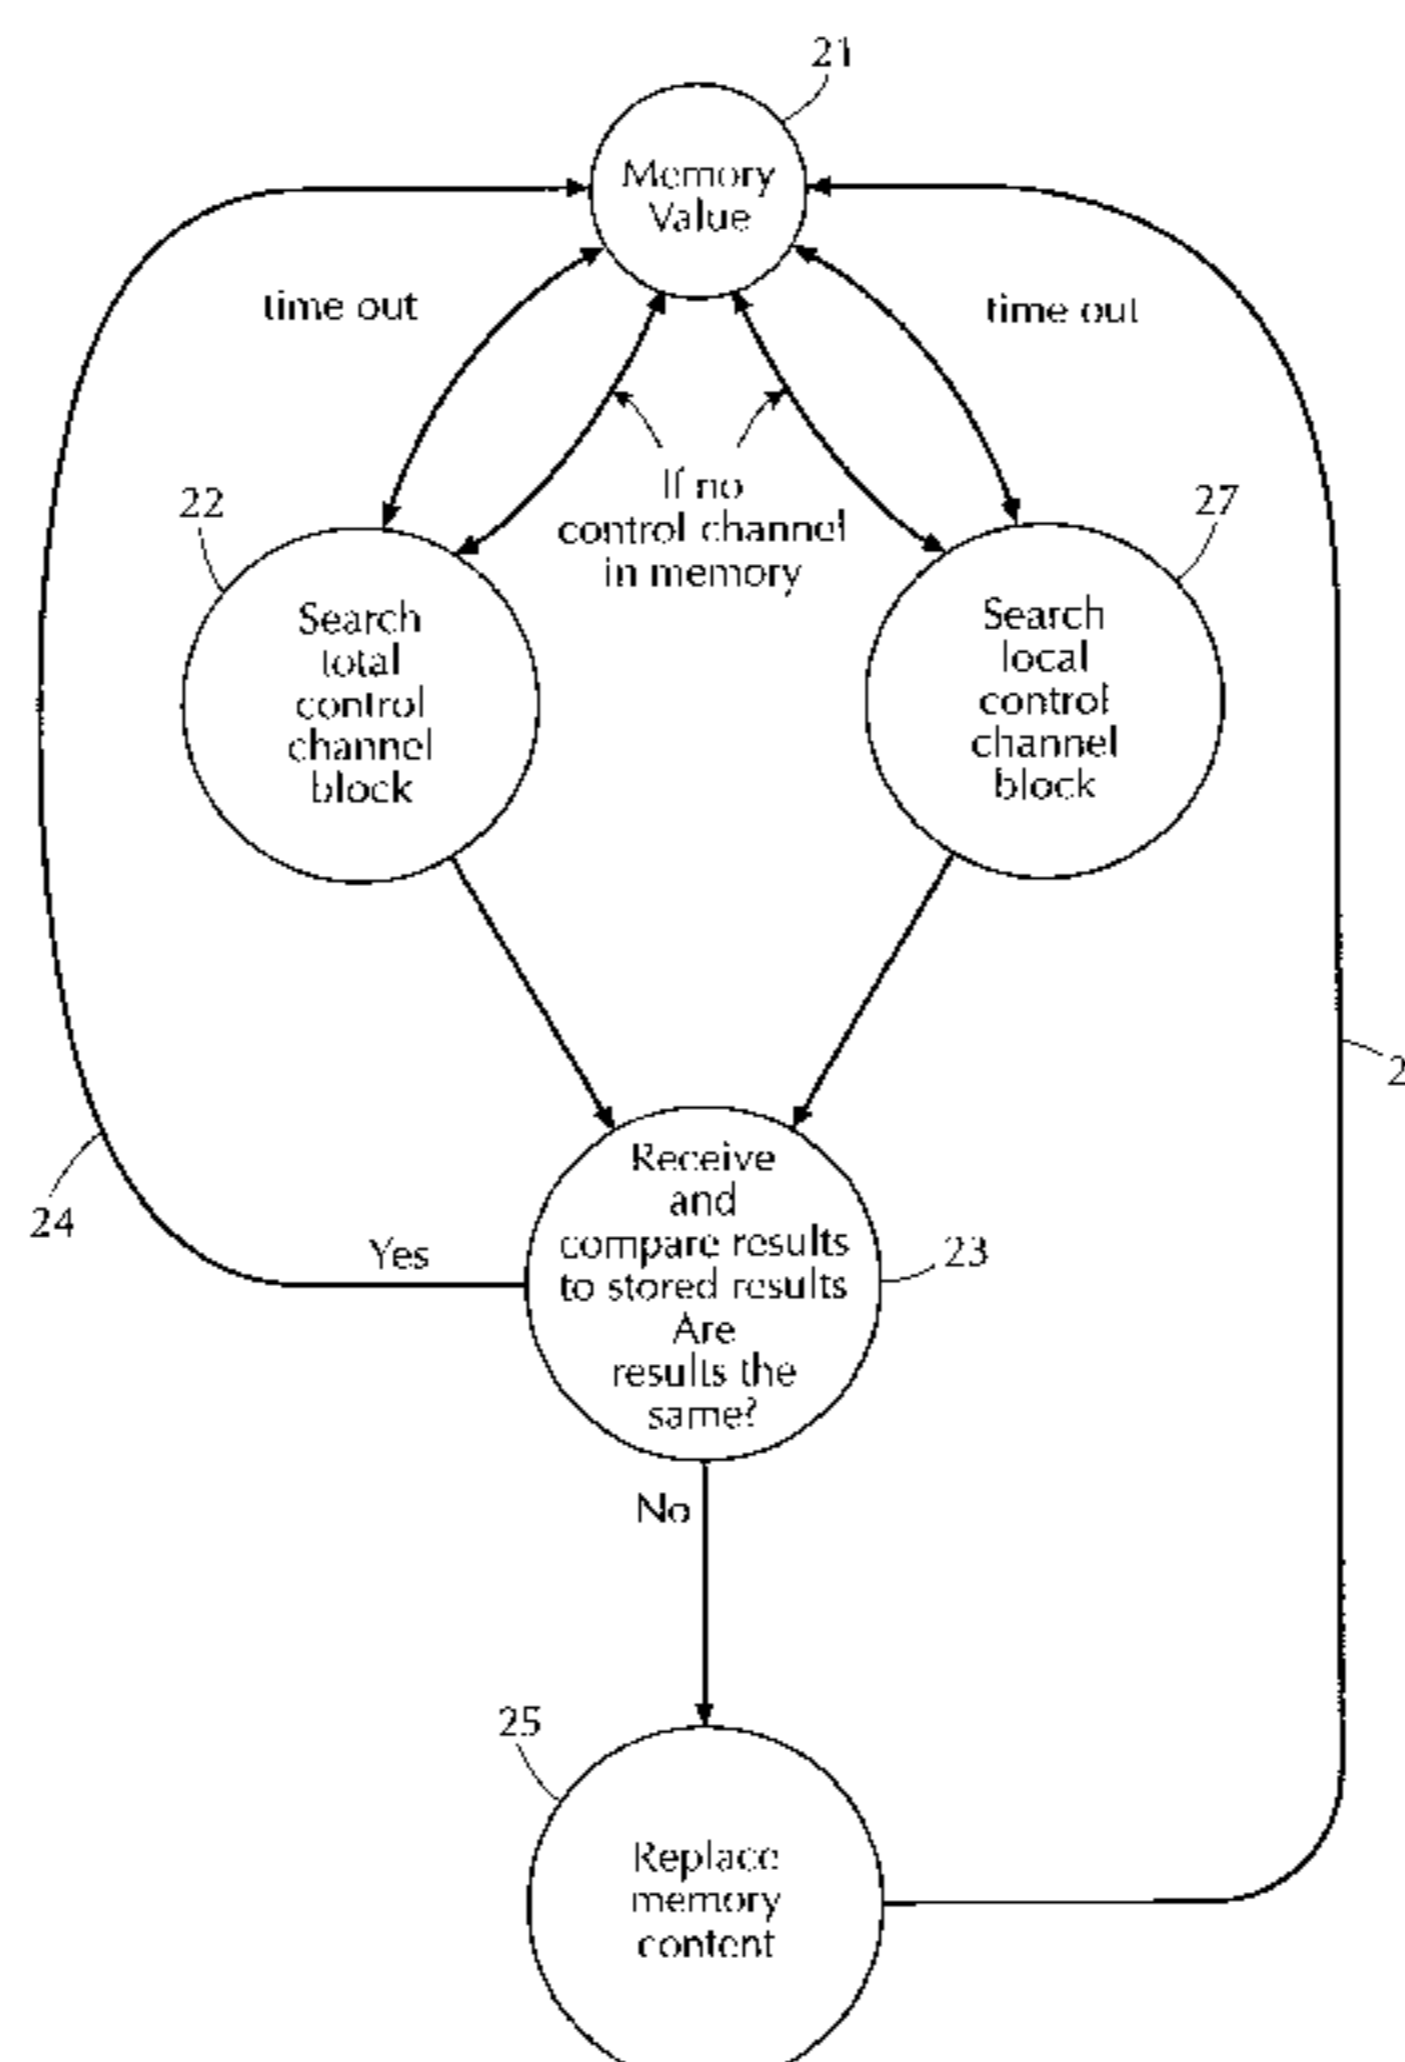 21
Memory
Value
time out
time out
If no
control channel
in memory
22
27
Search
total
control
channel
block
Search
local
control
channel
block
2
24
Yes
Receive
and
compare results
to stored results
Are
results the
same?
23
No
25
Replace
memory
content